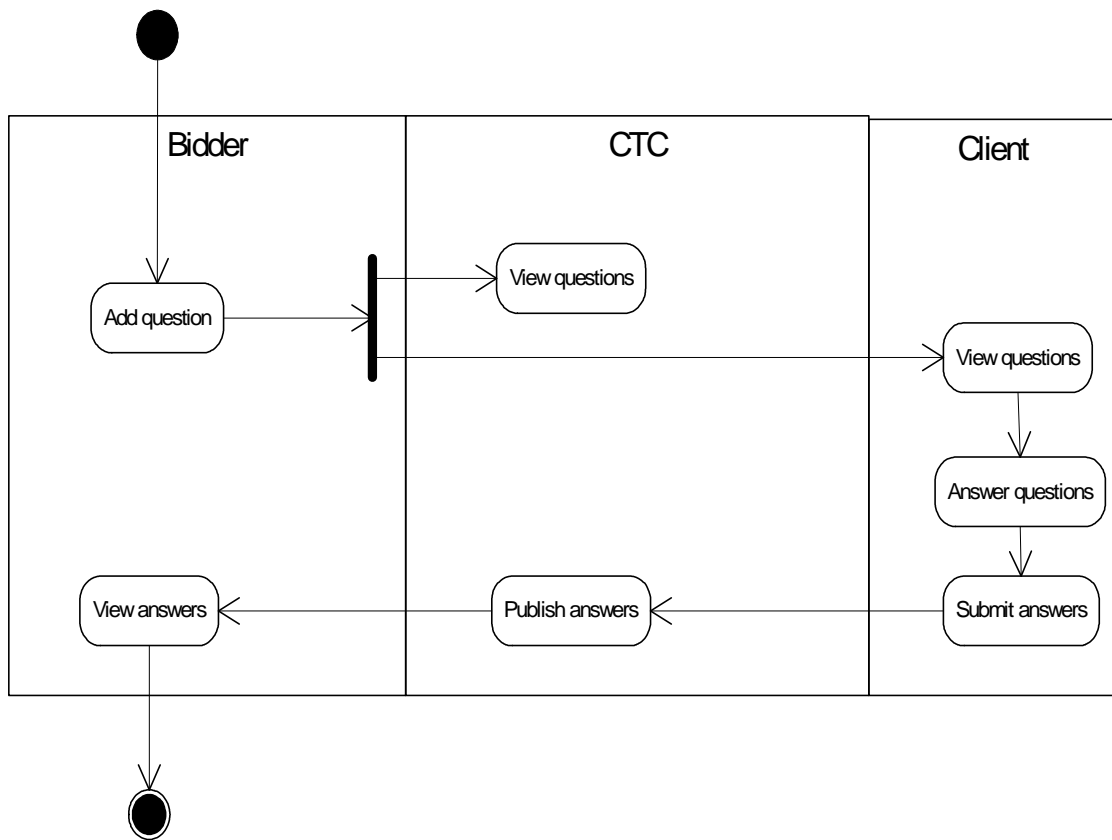 Bidder
CTC
Client
View questions
Add question
View questions
Answer questions
View answers
Publish answers
Submit answers